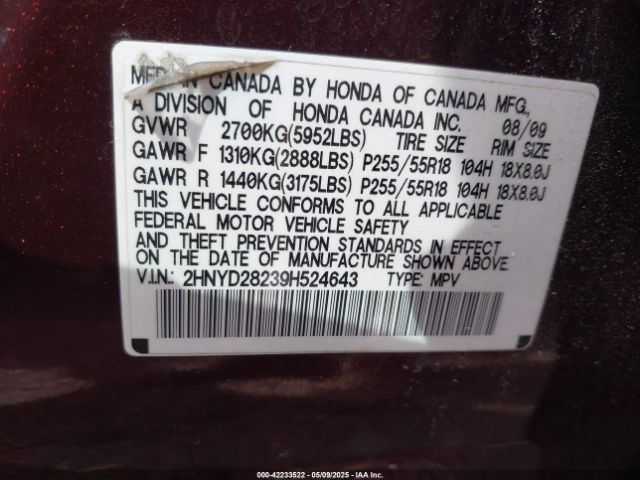 MFD IN CANADA BY HONDA OF CANADA MFG.,
A DIVISION OF HONDA CANADA INC. 08/09
GVWR 2700KG(5952LBS) TIRE SIZE RIM SIZE
GAWR F 1310KG(2888LBS) P255/55R18 104H 18X8.0J
GAWR R 1440KG(3175LBS) P255/55R18 104H 18X8.0J
THIS VEHICLE CONFORMS TO ALL APPLICABLE
FEDERAL MOTOR VEHICLE SAFETY
AND THEFT PREVENTION STANDARDS IN EFFECT
ON THE DATE OF MANUFACTURE SHOWN ABOVE.
V.I.N.: 2HNYD28239H524643 TYPE: MPV
000-42233522 | 05/09/2025 | IAA Inc.